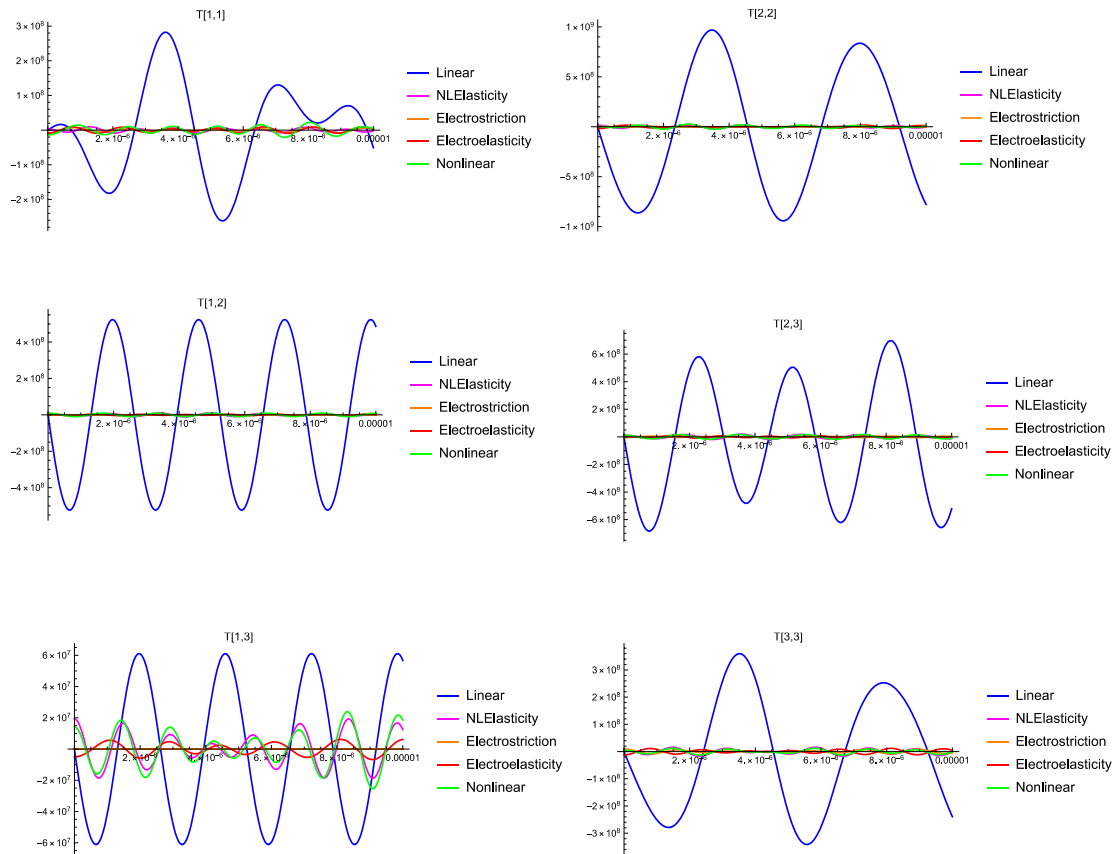 T[1,1]
3.×10⁸
2.×10⁸
1.×10⁸
-1.×10⁸
-2.×10⁸
2.×10⁻⁶ 4.×10⁻⁶ 6.×10⁻⁶ 8.×10⁻⁶ 0.00001
Linear
NLElasticity
Electrostriction
Electroelasticity
Nonlinear
T[2,2]
1.×10⁹
5.×10⁸
-5.×10⁸
-1.×10⁹
2.×10⁻⁶ 4.×10⁻⁶ 6.×10⁻⁶ 8.×10⁻⁶ 0.00001
Linear
NLElasticity
Electrostriction
Electroelasticity
Nonlinear
T[1,2]
4.×10⁸
2.×10⁸
-2.×10⁸
-4.×10⁸
2.×10⁻⁶ 4.×10⁻⁶ 6.×10⁻⁶ 8.×10⁻⁶ 0.00001
Linear
NLElasticity
Electrostriction
Electroelasticity
Nonlinear
T[2,3]
6.×10⁸
4.×10⁸
2.×10⁸
-2.×10⁸
-4.×10⁸
-6.×10⁸
2.×10⁻⁶ 4.×10⁻⁶ 6.×10⁻⁶ 8.×10⁻⁶ 0.00001
Linear
NLElasticity
Electrostriction
Electroelasticity
Nonlinear
T[1,3]
6.×10⁷
4.×10⁷
2.×10⁷
-2.×10⁷
-4.×10⁷
-6.×10⁷
2.×10⁻⁶ 4.×10⁻⁶ 6.×10⁻⁶ 8.×10⁻⁶ 0.00001
Linear
NLElasticity
Electrostriction
Electroelasticity
Nonlinear
T[3,3]
3.×10⁸
2.×10⁸
1.×10⁸
-1.×10⁸
-2.×10⁸
-3.×10⁸
2.×10⁻⁶ 4.×10⁻⁶ 6.×10⁻⁶ 8.×10⁻⁶ 0.00001
Linear
NLElasticity
Electrostriction
Electroelasticity
Nonlinear